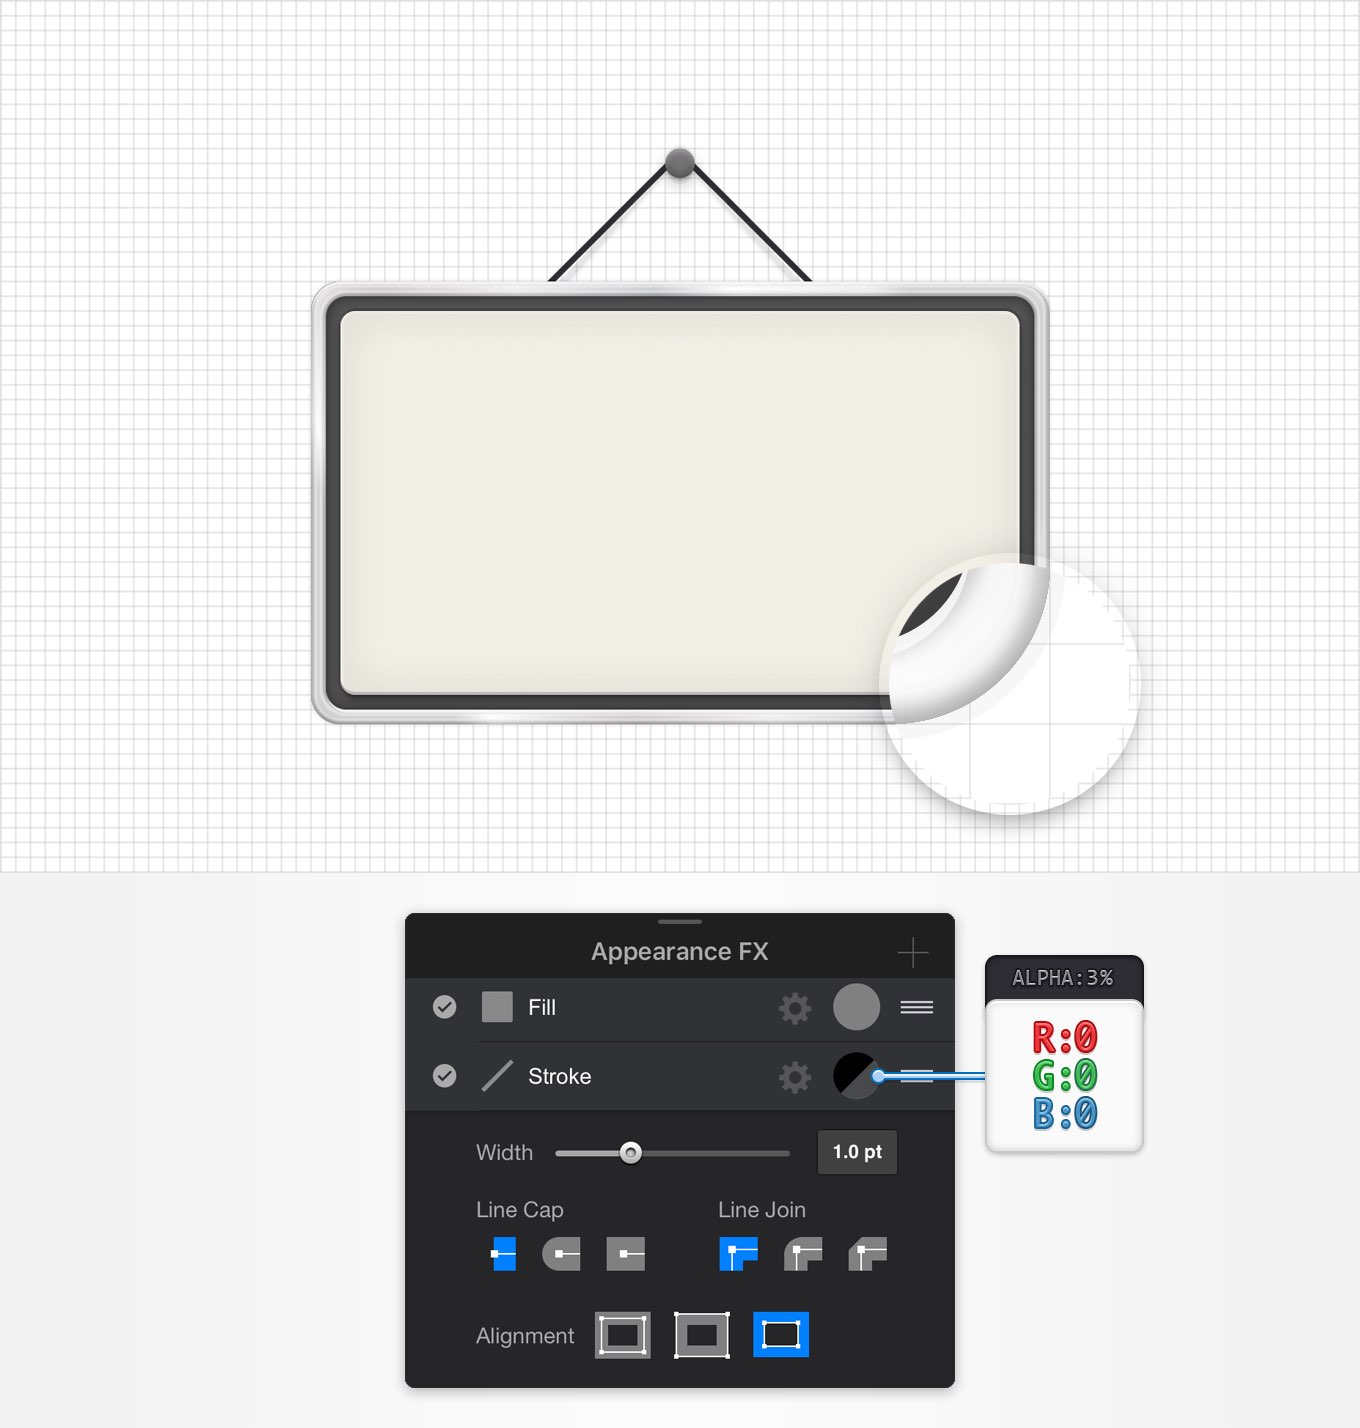 Appearance FX
Fill
Stroke
Width
1.0 pt
Line Cap
Line Join
Alignment
ALPHA:3%
R:0
G:0
B:0